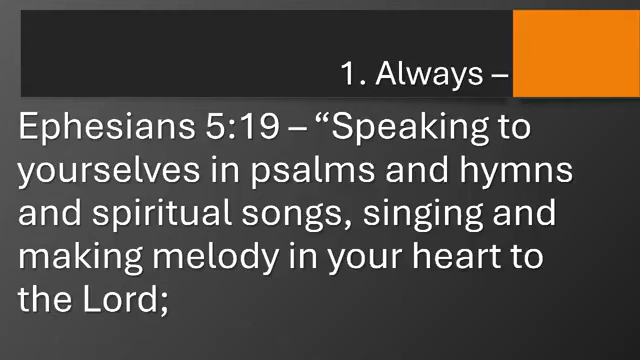 1. Always –
Ephesians 5:19 – “Speaking to
yourselves in psalms and hymns
and spiritual songs, singing and
making melody in your heart to
the Lord;